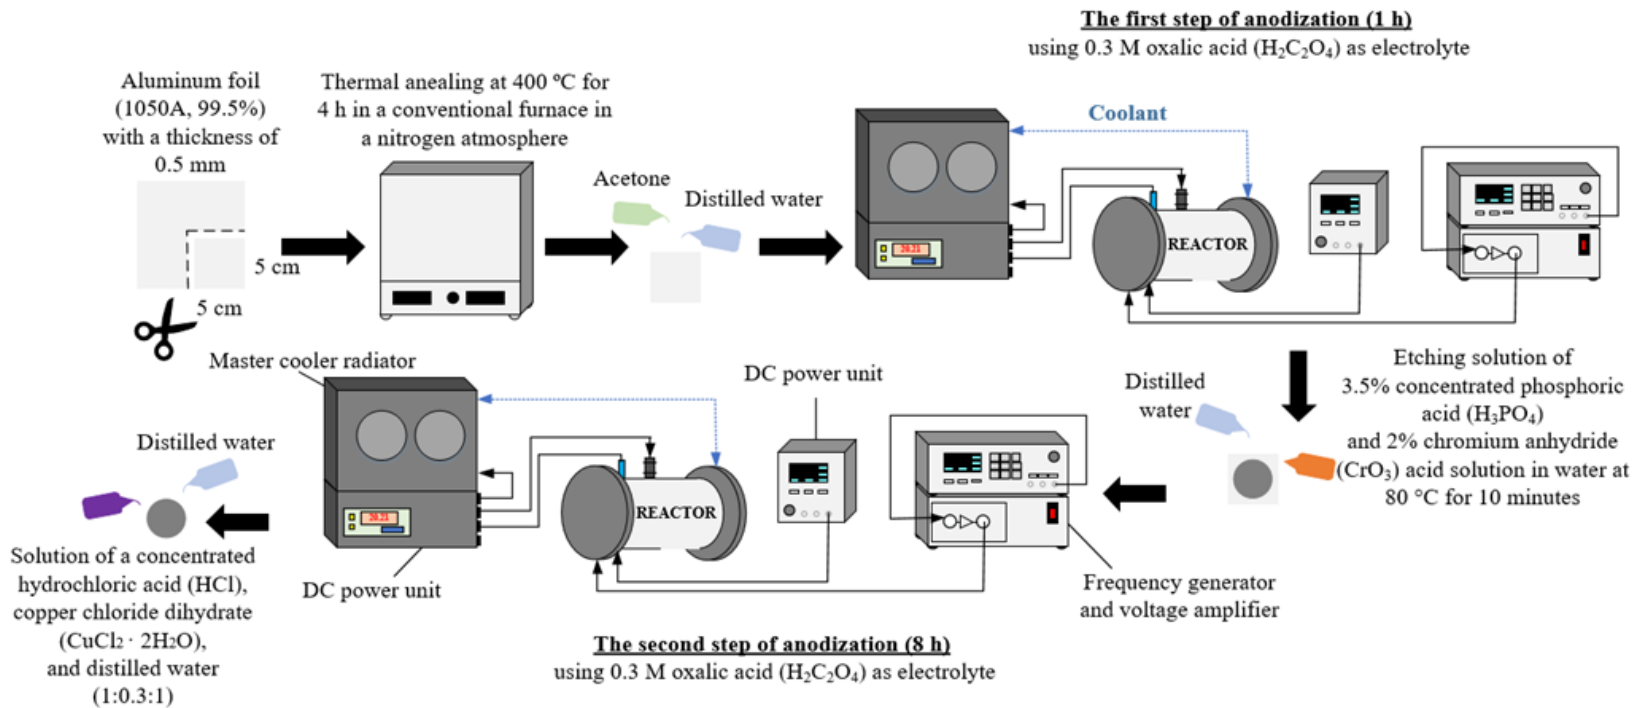 The first step of anodization (1 h)
using 0.3 M oxalic acid (H₂C₂O₄) as electrolyte
Aluminum foil
(1050A, 99.5%)
with a thickness of
0.5 mm
5 cm
5 cm
Thermal anealing at 400 ºC for
4 h in a conventional furnace in
a nitrogen atmosphere
Acetone
Distilled water
Coolant
20.21
REACTOR
Etching solution of
3.5% concentrated phosphoric
acid (H₃PO₄)
and 2% chromium anhydride
(CrO₃) acid solution in water at
80 °C for 10 minutes
Distilled
water
Master cooler radiator
DC power unit
20.21
REACTOR
DC power unit
Frequency generator
and voltage amplifier
The second step of anodization (8 h)
using 0.3 M oxalic acid (H₂C₂O₄) as electrolyte
Distilled water
Solution of a concentrated
hydrochloric acid (HCl),
copper chloride dihydrate
(CuCl₂ · 2H₂O),
and distilled water
(1:0.3:1)